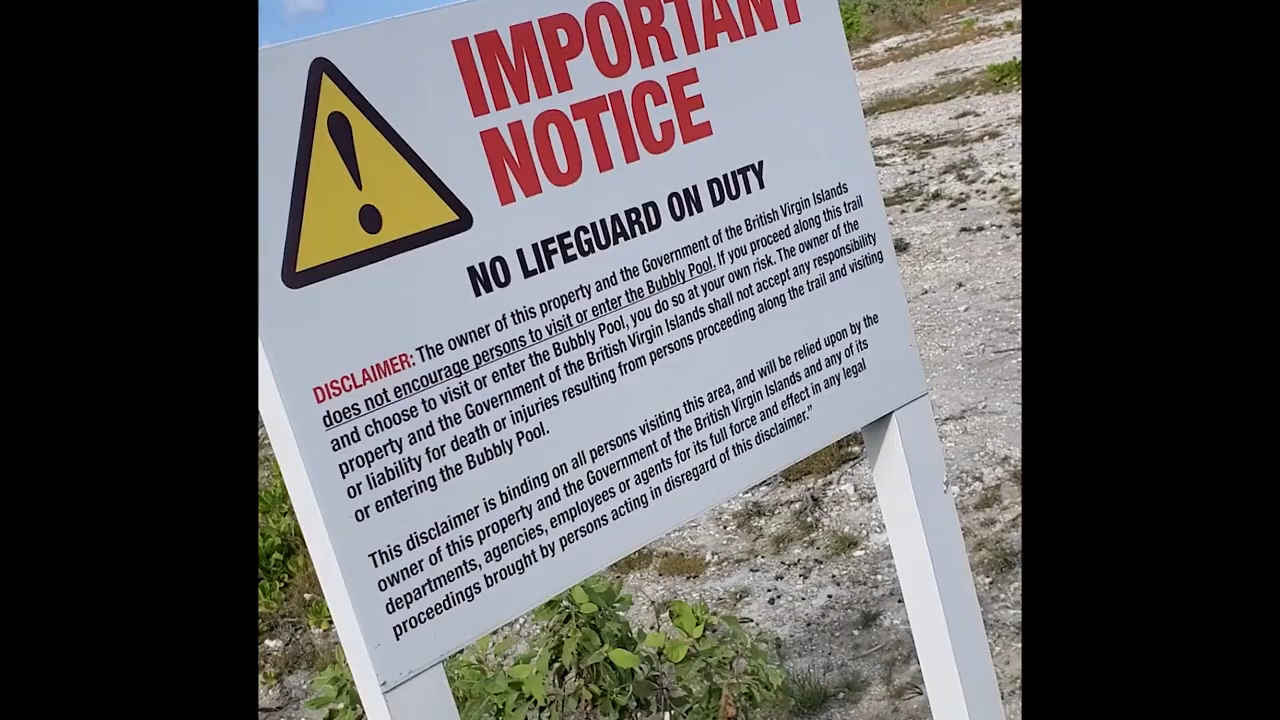 IMPORTANT
NOTICE
NO LIFEGUARD ON DUTY
DISCLAIMER: The owner of this property and the Government of the British Virgin Islands
does not encourage persons to visit or enter the Bubbly Pool. If you proceed along this trail
and choose to visit or enter the Bubbly Pool, you do so at your own risk. The owner of the
property and the Government of the British Virgin Islands shall not accept any responsibility
or liability for death or injuries resulting from persons proceeding along the trail and visiting
or entering the Bubbly Pool.
This disclaimer is binding on all persons visiting this area, and will be relied upon by the
owner of this property and the Government of the British Virgin Islands and any of its
departments, agencies, employees or agents for its full force and effect in any legal
proceedings brought by persons acting in disregard of this disclaimer.”